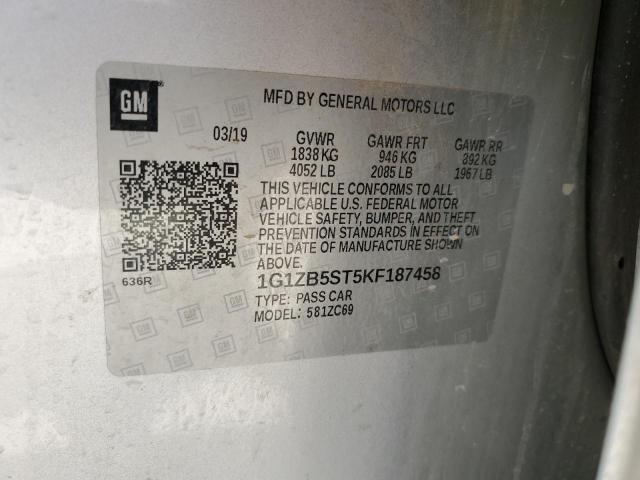 GM
MFD BY GENERAL MOTORS LLC
03/19 GVWR GAWR FRT GAWR RR
1838 KG 946 KG 892 KG
4052 LB 2085 LB 1967 LB
THIS VEHICLE CONFORMS TO ALL
APPLICABLE U.S. FEDERAL MOTOR
VEHICLE SAFETY, BUMPER, AND THEFT
PREVENTION STANDARDS IN EFFECT ON
THE DATE OF MANUFACTURE SHOWN
ABOVE.
636R
1G1ZB5ST5KF187458
TYPE: PASS CAR
MODEL: 581ZC69